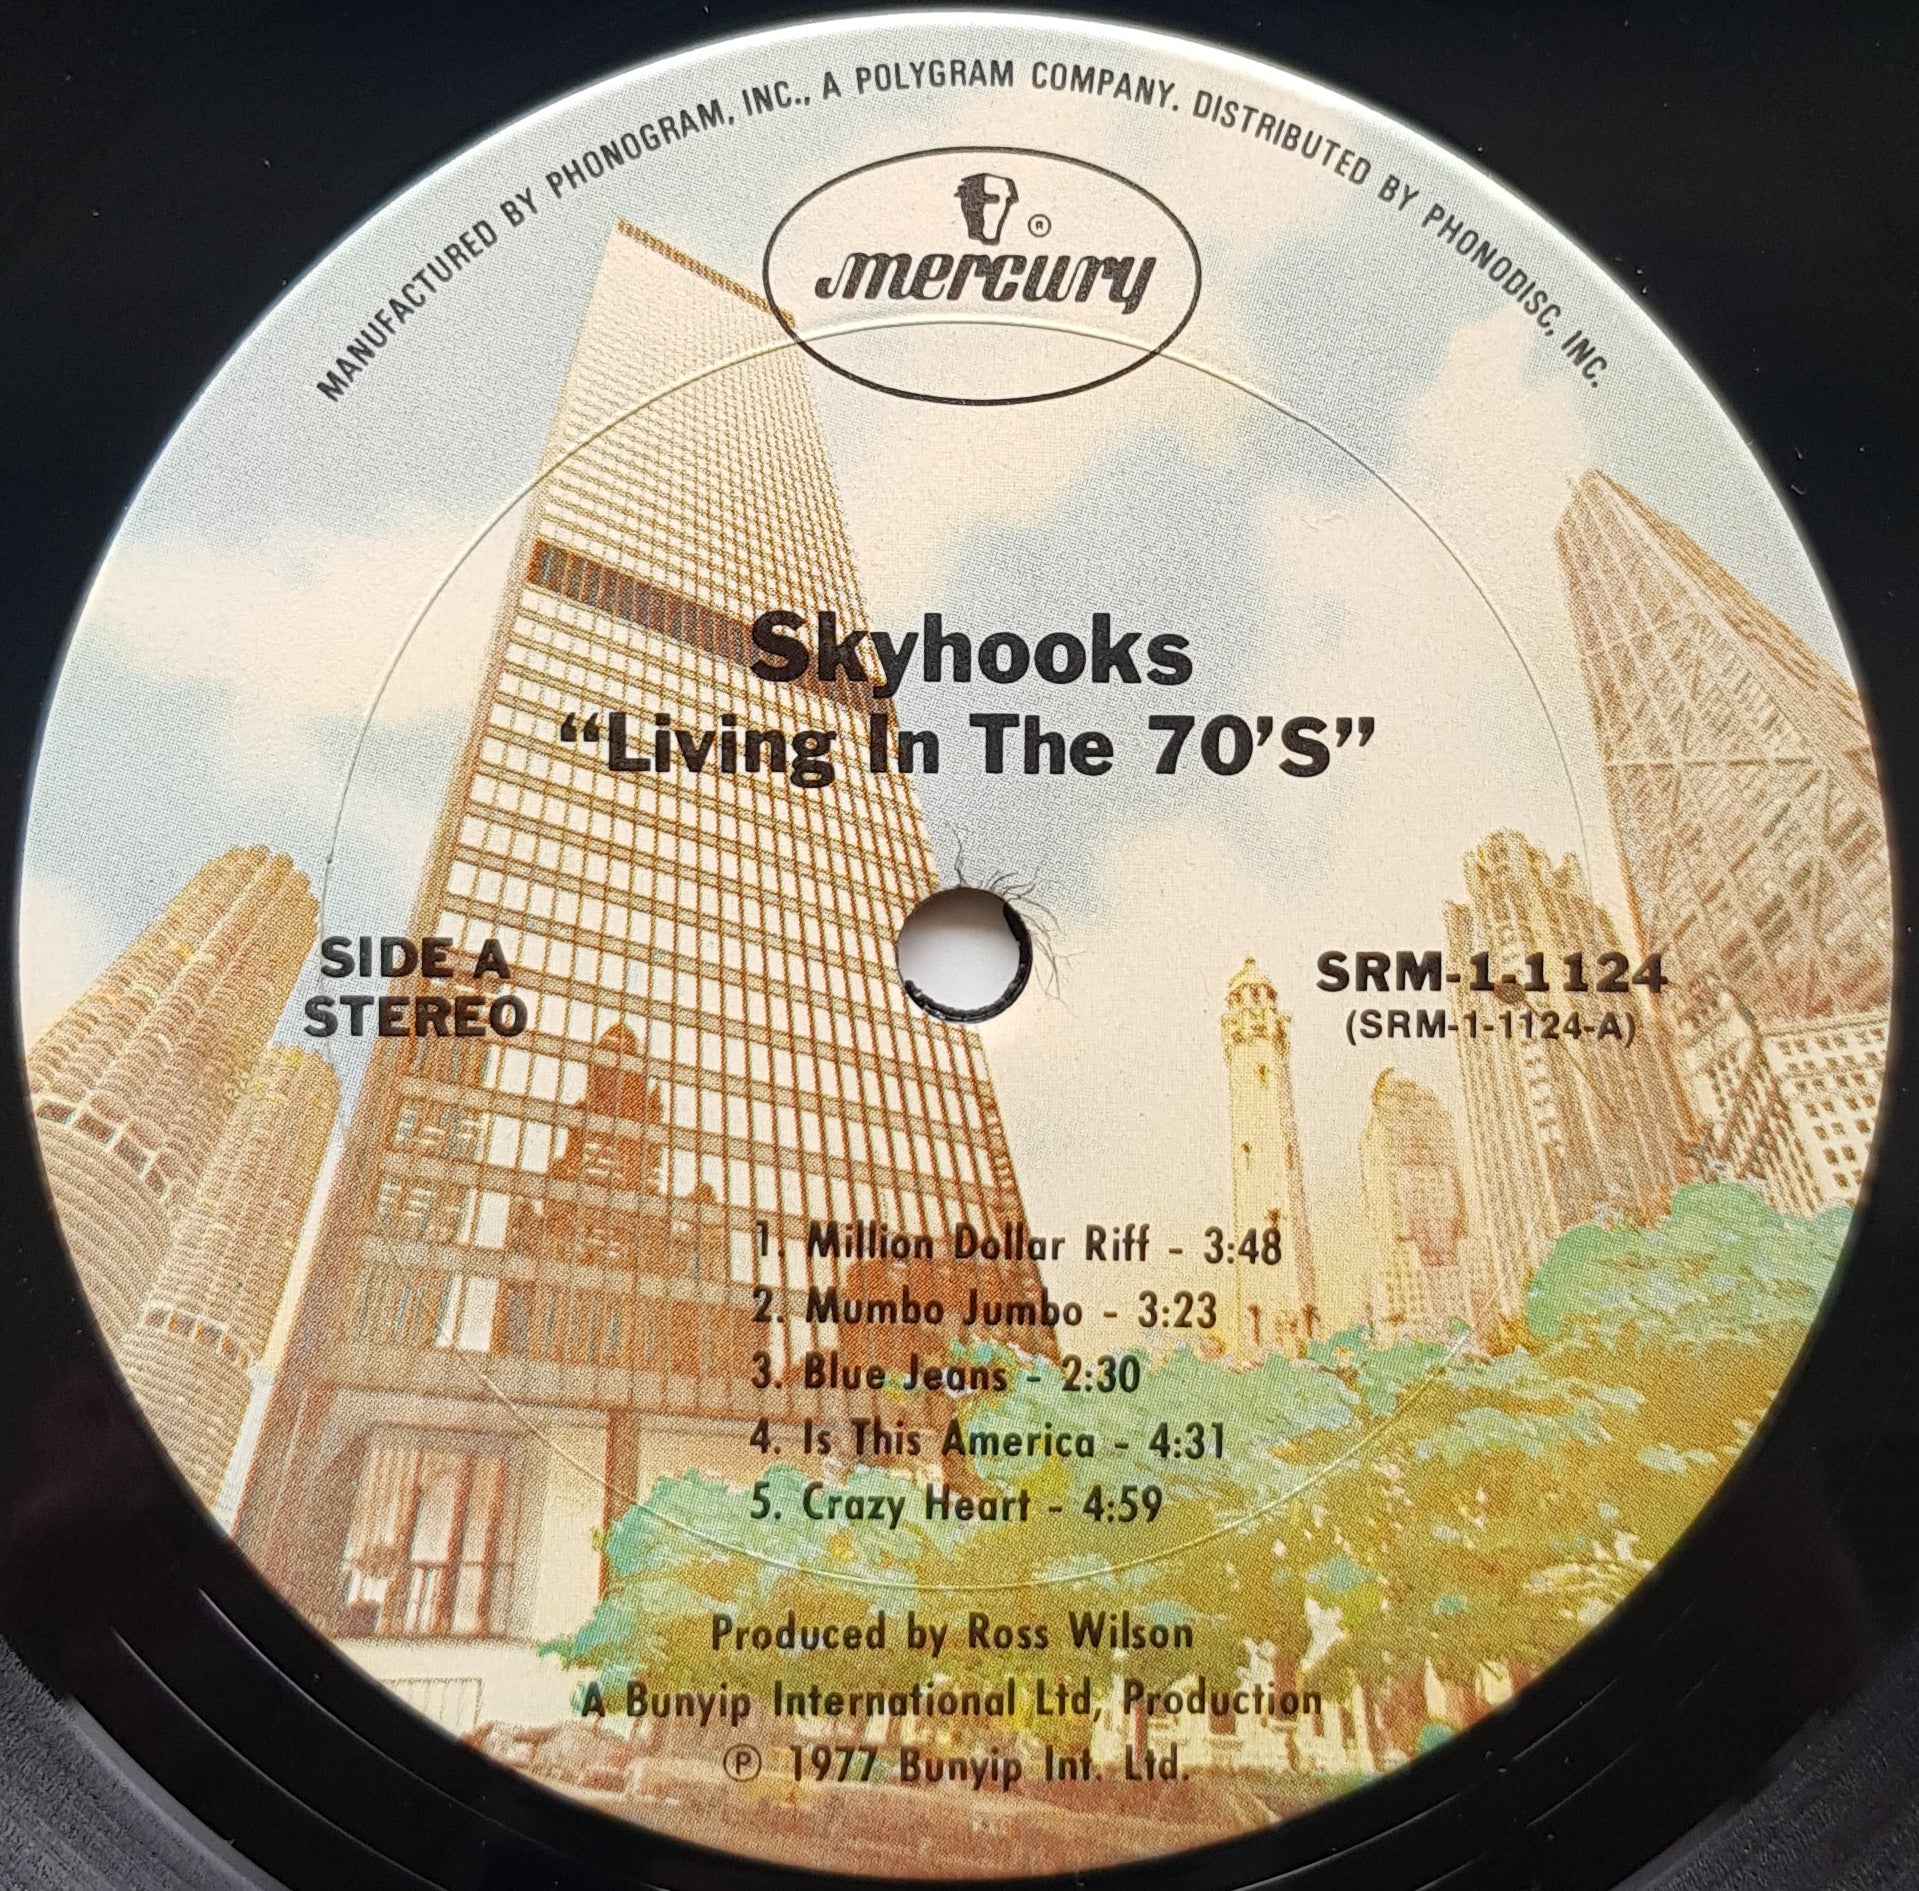 MANUFACTURED BY PHONOGRAM, INC., A POLYGRAM COMPANY. DISTRIBUTED BY PHONODISC, INC.
®
mercury
Skyhooks
“Living In The 70’S”
SIDE A
STEREO
SRM-1-1124
(SRM-1-1124-A)
1. Million Dollar Riff - 3:48
2. Mumbo Jumbo - 3:23
3. Blue Jeans - 2:30
4. Is This America - 4:31
5. Crazy Heart - 4:59
Produced by Ross Wilson
A Bunyip International Ltd, Production
℗ 1977 Bunyip Int. Ltd.